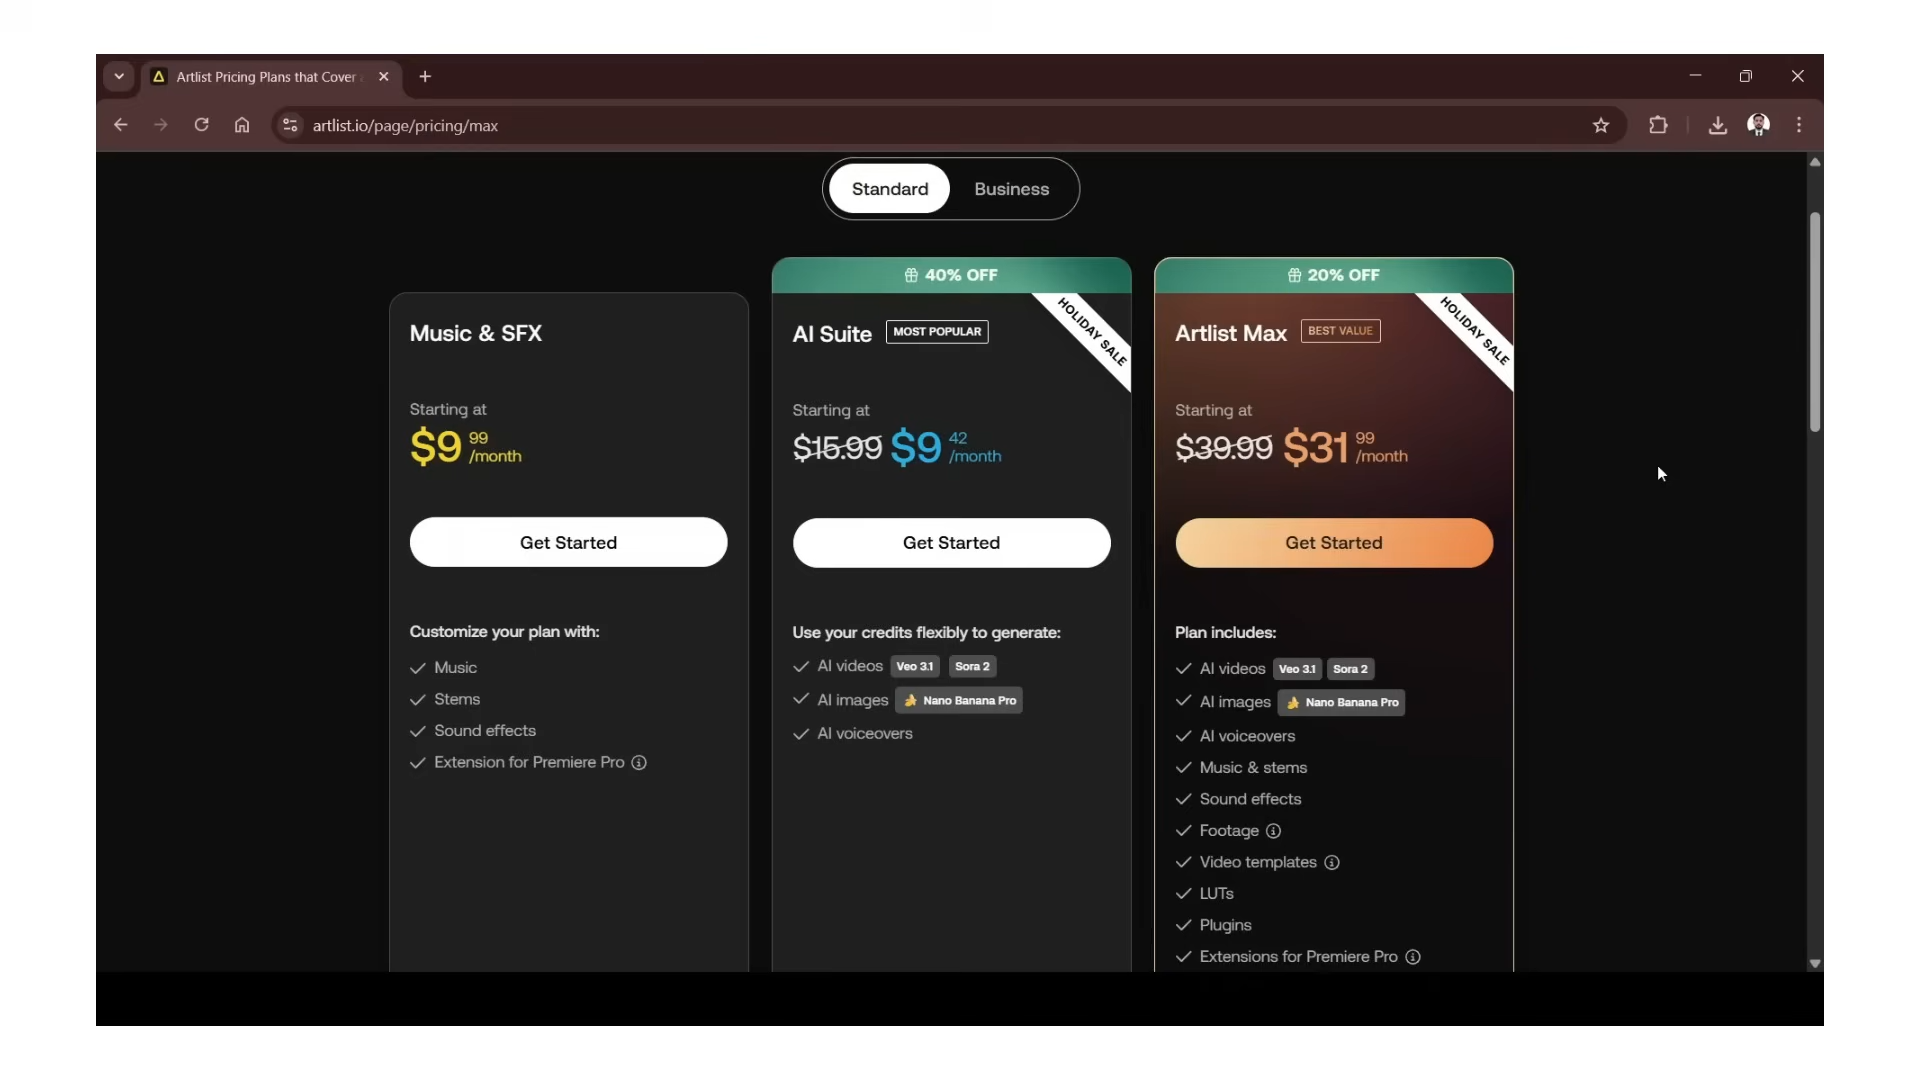 Artlist Pricing Plans that Cover
artlist.io/page/pricing/max
Standard
Business
Music & SFX
Starting at
$9 99 /month
Get Started
Customize your plan with:
Music
Stems
Sound effects
Extension for Premiere Pro
40% OFF
HOLIDAY SALE
AI Suite MOST POPULAR
Starting at
$15.99 $9 42 /month
Get Started
Use your credits flexibly to generate:
AI videos Veo 3.1 Sora 2
AI images Nano Banana Pro
AI voiceovers
20% OFF
HOLIDAY SALE
Artlist Max BEST VALUE
Starting at
$39.99 $31 99 /month
Get Started
Plan includes:
AI videos Veo 3.1 Sora 2
AI images Nano Banana Pro
AI voiceovers
Music & stems
Sound effects
Footage
Video templates
LUTs
Plugins
Extensions for Premiere Pro